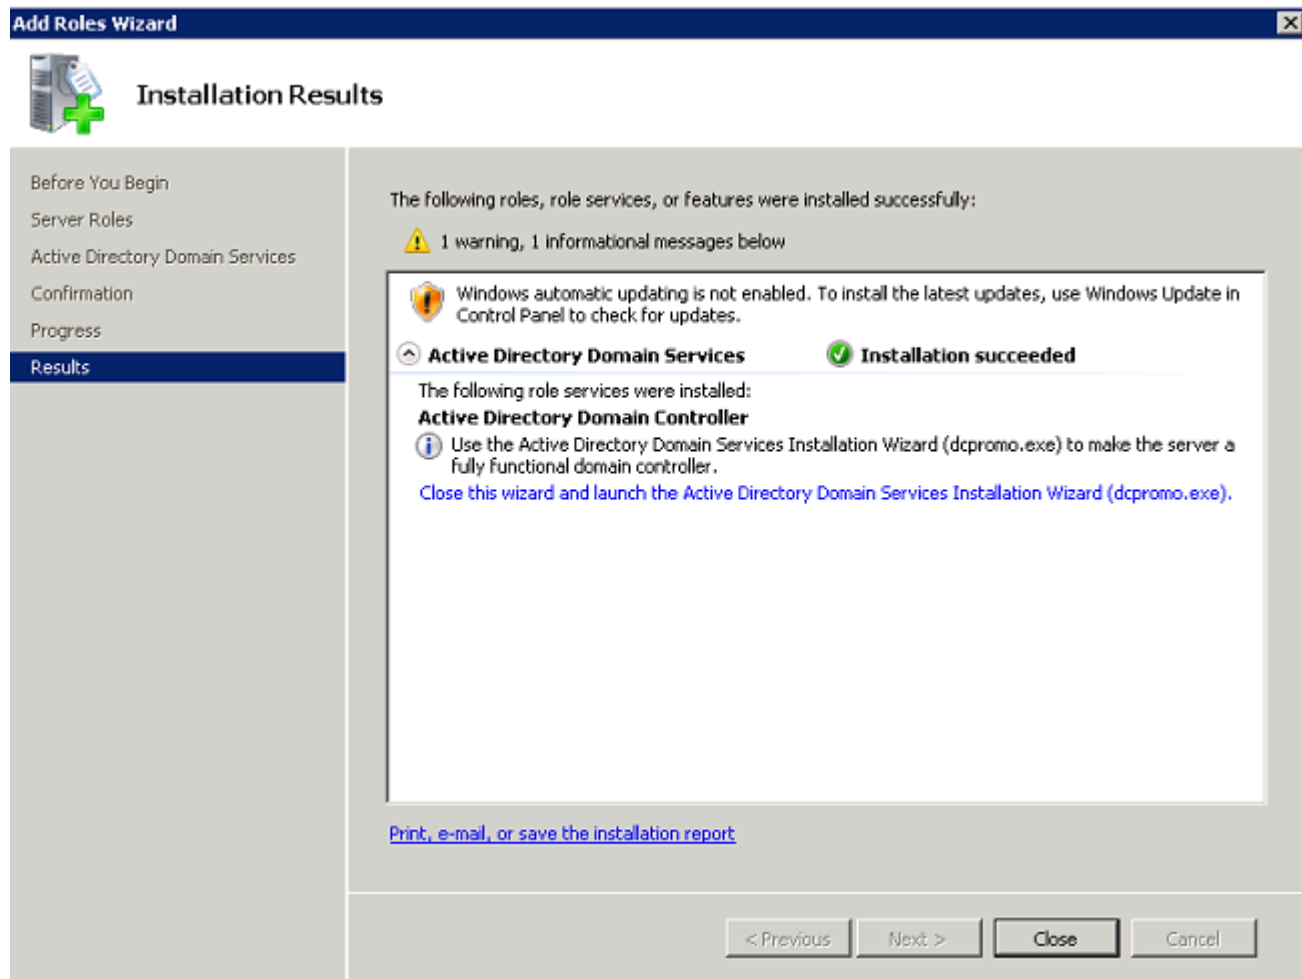 Add Roles Wizard
Installation Results
Before You Begin
Server Roles
Active Directory Domain Services
Confirmation
Progress
Results
The following roles, role services, or features were installed successfully:
1 warning, 1 informational messages below
Windows automatic updating is not enabled. To install the latest updates, use Windows Update in
Control Panel to check for updates.
Active Directory Domain Services Installation succeeded
The following role services were installed:
Active Directory Domain Controller
Use the Active Directory Domain Services Installation Wizard (dcpromo.exe) to make the server a
fully functional domain controller.
Close this wizard and launch the Active Directory Domain Services Installation Wizard (dcpromo.exe).
Print, e-mail, or save the installation report
< Previous Next > Close Cancel